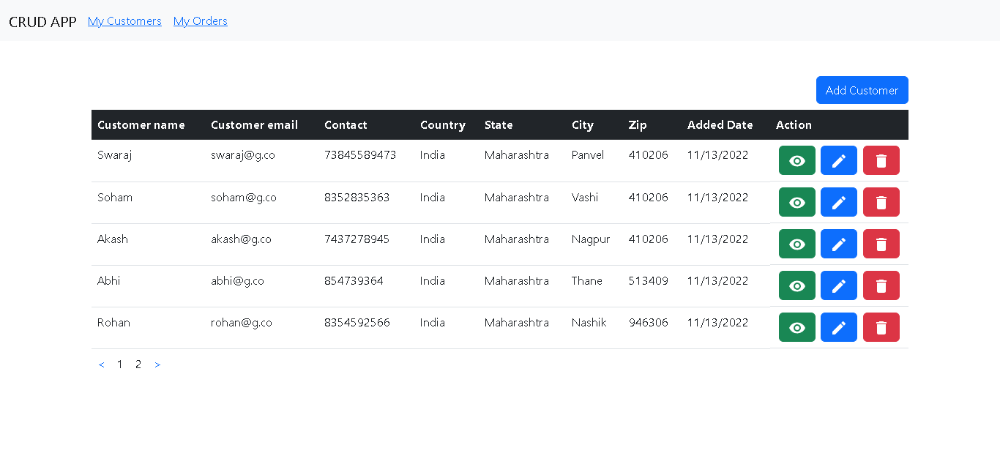 CRUD APP My Customers My Orders
Add Customer
Customer name Customer email Contact Country State City Zip Added Date Action
Swaraj swaraj@g.co 73845589473 India Maharashtra Panvel 410206 11/13/2022
Soham soham@g.co 8352835363 India Maharashtra Vashi 410206 11/13/2022
Akash akash@g.co 7437278945 India Maharashtra Nagpur 410206 11/13/2022
Abhi abhi@g.co 854739364 India Maharashtra Thane 513409 11/13/2022
Rohan rohan@g.co 8354592566 India Maharashtra Nashik 946306 11/13/2022
< 1 2 >